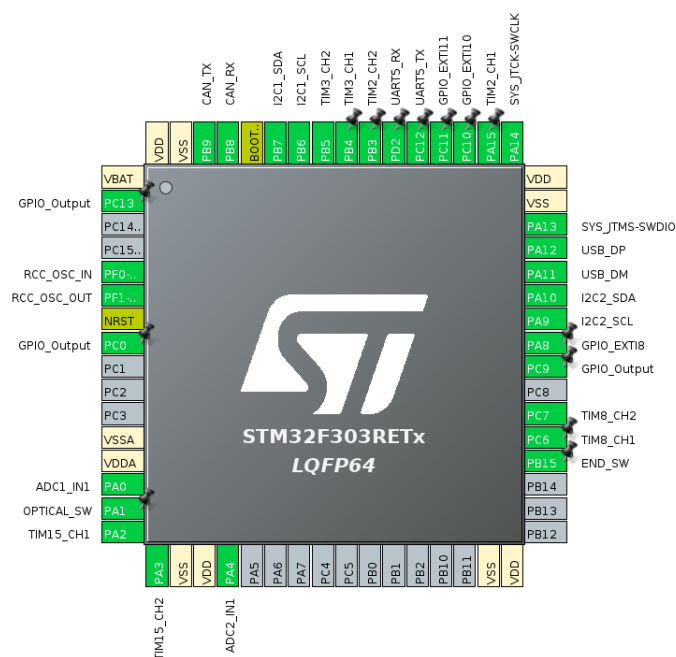 CAN_TX
CAN_RX
I2C1_SDA
I2C1_SCL
TIM3_CH2
TIM3_CH1
TIM2_CH2
UART5_RX
UART5_TX
GPIO_EXTI11
GPIO_EXTI10
TIM2_CH1
SYS_JTCK-SWCLK
VDD
VSS
PB9
PB8
BOOT..
PB7
PB6
PB5
PB4
PB3
PD2
PC12
PC11
PC10
PA15
PA14
VBAT
GPIO_Output PC13
PC14..
PC15..
RCC_OSC_IN PF0-..
RCC_OSC_OUT PF1-..
NRST
GPIO_Output PC0
PC1
PC2
PC3
VSSA
VDDA
ADC1_IN1 PA0
OPTICAL_SW PA1
TIM15_CH1 PA2
ST
STM32F303RETx
LQFP64
VDD
VSS
PA13 SYS_JTMS-SWDIO
PA12 USB_DP
PA11 USB_DM
PA10 I2C2_SDA
PA9 I2C2_SCL
PA8 GPIO_EXTI8
PC9 GPIO_Output
PC8
PC7 TIM8_CH2
PC6 TIM8_CH1
PB15 END_SW
PB14
PB13
PB12
PA3
VSS
VDD
PA4
PA5
PA6
PA7
PC4
PC5
PB0
PB1
PB2
PB10
PB11
VSS
VDD
TIM15_CH2
ADC2_IN1